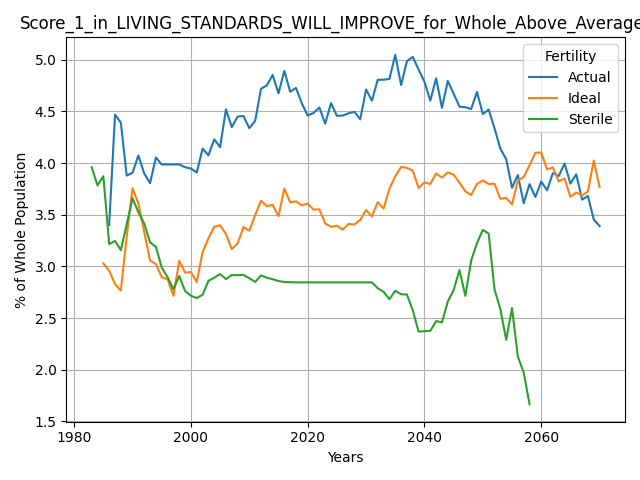 Score_1_in_LIVING_STANDARDS_WILL_IMPROVE_for_Whole_Above_Average
Fertility
Actual
Ideal
Sterile
% of Whole Population
5.0
4.5
4.0
3.5
3.0
2.5
2.0
1.5
1980 2000 2020 2040 2060
Years